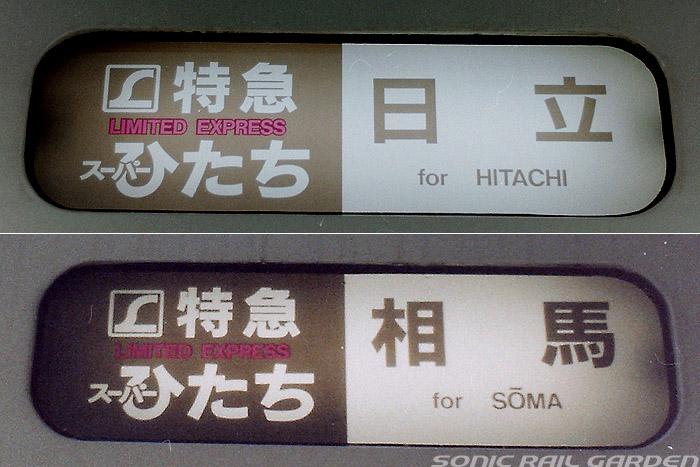 特急
LIMITED EXPRESS
スーパーひたち
日立
for HITACHI
特急
LIMITED EXPRESS
スーパーひたち
相馬
for SŌMA
SONIC RAIL GARDEN